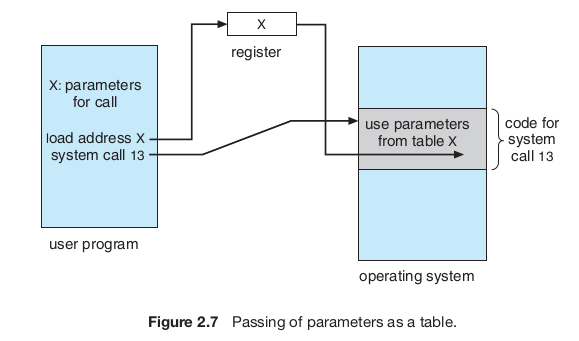 X
register
X: parameters
for call
load address X
system call 13
user program
use parameters
from table X
code for
system
call 13
operating system
Figure 2.7 Passing of parameters as a table.